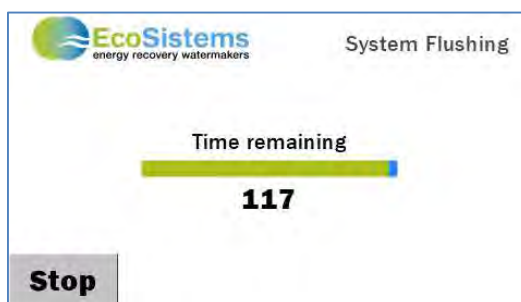 EcoSistems
energy recovery watermakers
System Flushing
Time remaining
117
Stop